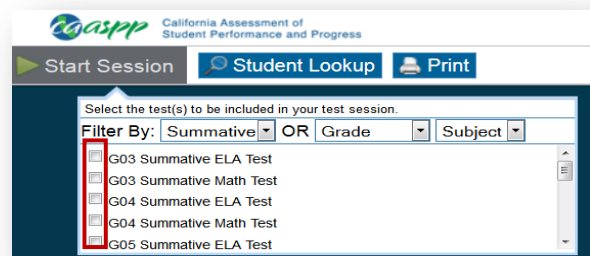 caaspp California Assessment of
Student Performance and Progress
Start Session Student Lookup Print
Select the test(s) to be included in your test session.
Filter By: Summative OR Grade Subject
G03 Summative ELA Test
G03 Summative Math Test
G04 Summative ELA Test
G04 Summative Math Test
G05 Summative ELA Test